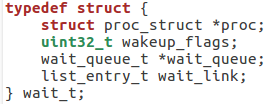 typedef struct {
    struct proc_struct *proc;
    uint32_t wakeup_flags;
    wait_queue_t *wait_queue;
    list_entry_t wait_link;
} wait_t;